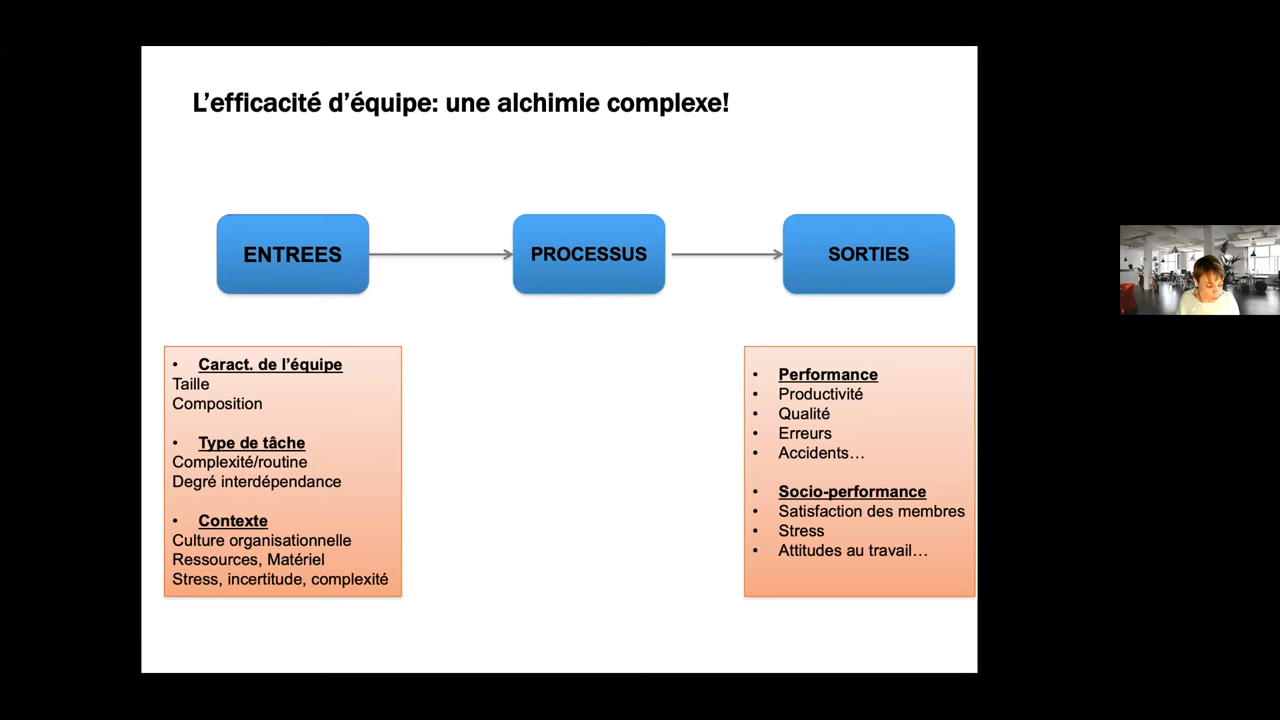 L’efficacité d’équipe: une alchimie complexe!
ENTREES
PROCESSUS
SORTIES
• Caract. de l’équipe
Taille
Composition
• Type de tâche
Complexité/routine
Degré interdépendance
• Contexte
Culture organisationnelle
Ressources, Matériel
Stress, incertitude, complexité
• Performance
• Productivité
• Qualité
• Erreurs
• Accidents…
• Socio-performance
• Satisfaction des membres
• Stress
• Attitudes au travail…